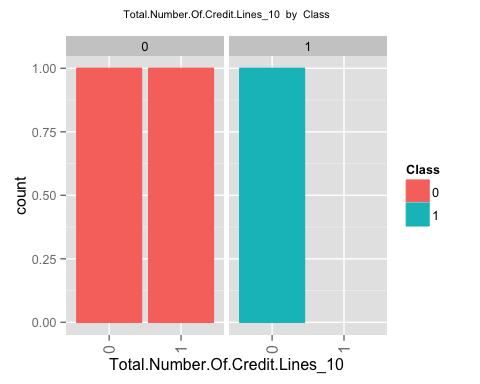 Total.Number.Of.Credit.Lines_10 by Class
0 1
1.00
0.75
0.50
0.25
0.00
count
0 1 0 1
Total.Number.Of.Credit.Lines_10
Class
0
1